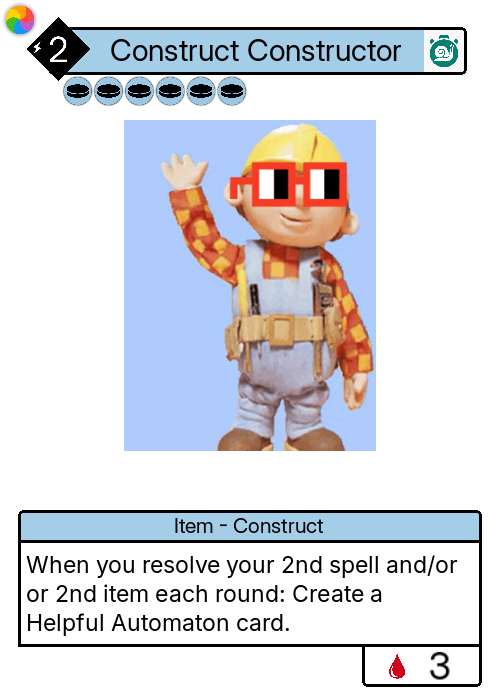 2 Construct Constructor
Item - Construct
When you resolve your 2nd spell and/or
or 2nd item each round: Create a
Helpful Automaton card.
3